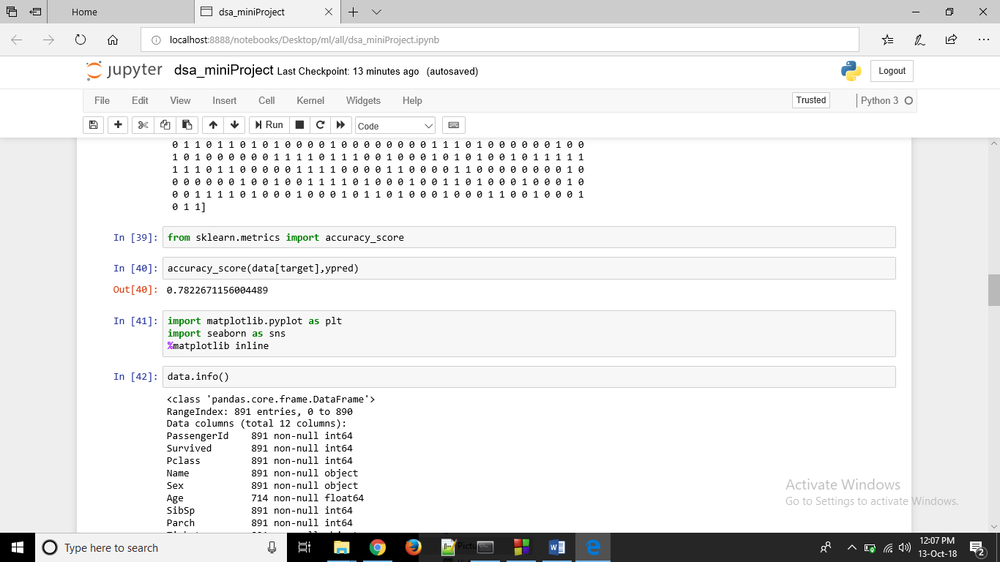 Home
dsa_miniProject
localhost:8888/notebooks/Desktop/ml/all/dsa_miniProject.ipynb
jupyter dsa_miniProject Last Checkpoint: 13 minutes ago (autosaved)
Logout
File Edit View Insert Cell Kernel Widgets Help
Trusted
Python 3
Run
Code
0 1 1 0 1 1 0 1 0 1 0 0 0 0 1 0 0 0 0 0 0 0 0 1 1 1 0 1 0 0 0 0 0 0 1 0 0
1 0 1 0 0 0 0 0 0 1 1 1 1 0 1 1 1 0 0 1 0 0 0 1 0 1 0 1 0 0 1 0 1 1 1 1 1
1 1 1 0 1 1 0 0 0 0 0 1 1 1 1 0 0 0 0 1 1 0 0 0 0 1 1 0 0 0 0 0 0 0 0 1 0
0 0 0 0 0 0 1 0 0 1 0 0 1 1 1 1 0 1 0 0 0 1 0 0 1 1 0 1 0 0 0 1 0 0 0 1 0
0 0 1 1 1 1 0 1 0 0 0 1 0 0 0 1 0 1 1 0 1 0 0 0 1 0 0 0 1 1 0 0 1 0 0 0 1
0 1 1]
In [39]: from sklearn.metrics import accuracy_score
In [40]: accuracy_score(data[target],ypred)
Out[40]: 0.7822671156004489
In [41]: import matplotlib.pyplot as plt
import seaborn as sns
%matplotlib inline
In [42]: data.info()
<class 'pandas.core.frame.DataFrame'>
RangeIndex: 891 entries, 0 to 890
Data columns (total 12 columns):
PassengerId 891 non-null int64
Survived 891 non-null int64
Pclass 891 non-null int64
Name 891 non-null object
Sex 891 non-null object
Age 714 non-null float64
SibSp 891 non-null int64
Parch 891 non-null int64
Activate Windows
Go to Settings to activate Windows.
Type here to search
12:07 PM
13-Oct-18
2